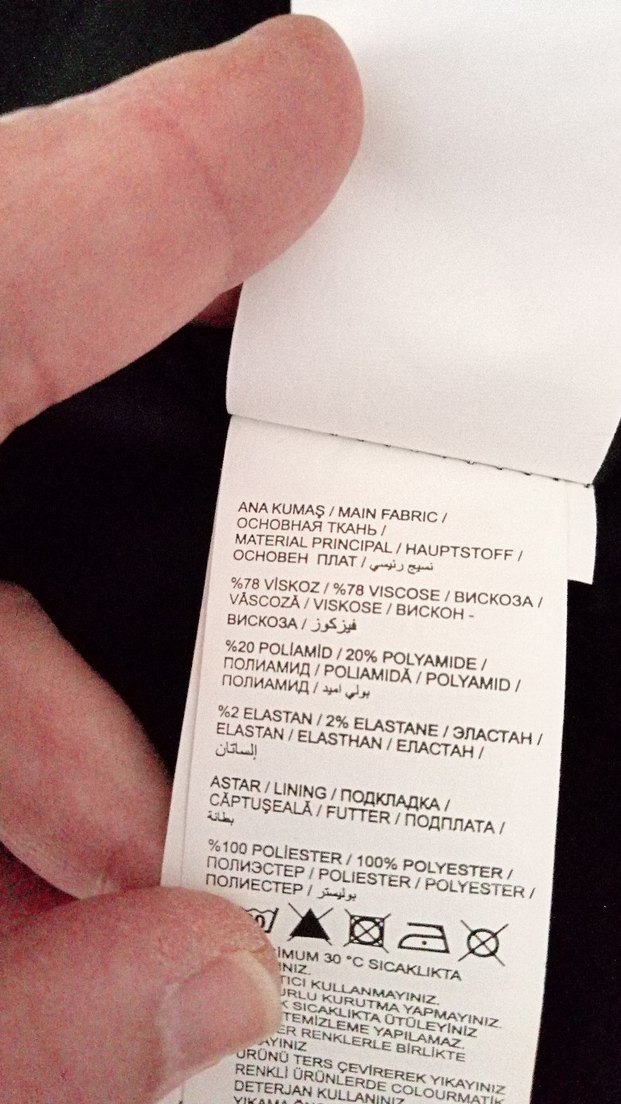 ANA KUMAŞ / MAIN FABRIC /
ОСНОВНАЯ ТКАНЬ /
MATERIAL PRINCIPAL / HAUPTSTOFF /
ОСНОВЕН ПЛАТ / نسيج رئيسي
%78 VİSKOZ / %78 VISCOSE / ВИСКОЗА /
VÂSCOZĂ / VISKOSE / ВИСКОН -
ВИСКОЗА / فيزكوز
%20 POLİAMİD / 20% POLYAMIDE /
ПОЛИАМИД / POLIAMIDĂ / POLYAMID /
ПОЛИАМИД / بولي اميد
%2 ELASTAN / 2% ELASTANE / ЭЛАСТАН /
ELASTAN / ELASTHAN / ЕЛАСТАН /
إلساتان
ASTAR / LINING / ПОДКЛАДКА /
CĂPTUŞEALĂ / FUTTER / ПОДПЛАТА /
بطانة
%100 POLİESTER / 100% POLYESTER /
ПОЛИЭСТЕР / POLIESTER / POLYESTER /
ПОЛИЕСТЕР / بوليستر
30 °C SICAKLIKTA
KULLANMAYINIZ.
KURUTMA YAPMAYINIZ.
SICAKLIKTA ÜTÜLEYİNİZ
TEMİZLEME YAPILAMAZ.
RENKLERLE BİRLİKTE
ÜRÜNÜ TERS ÇEVİREREK YIKAYINIZ
RENKLİ ÜRÜNLERDE COLOURMATİK
DETERJAN KULLANINIZ.
YIKAMA